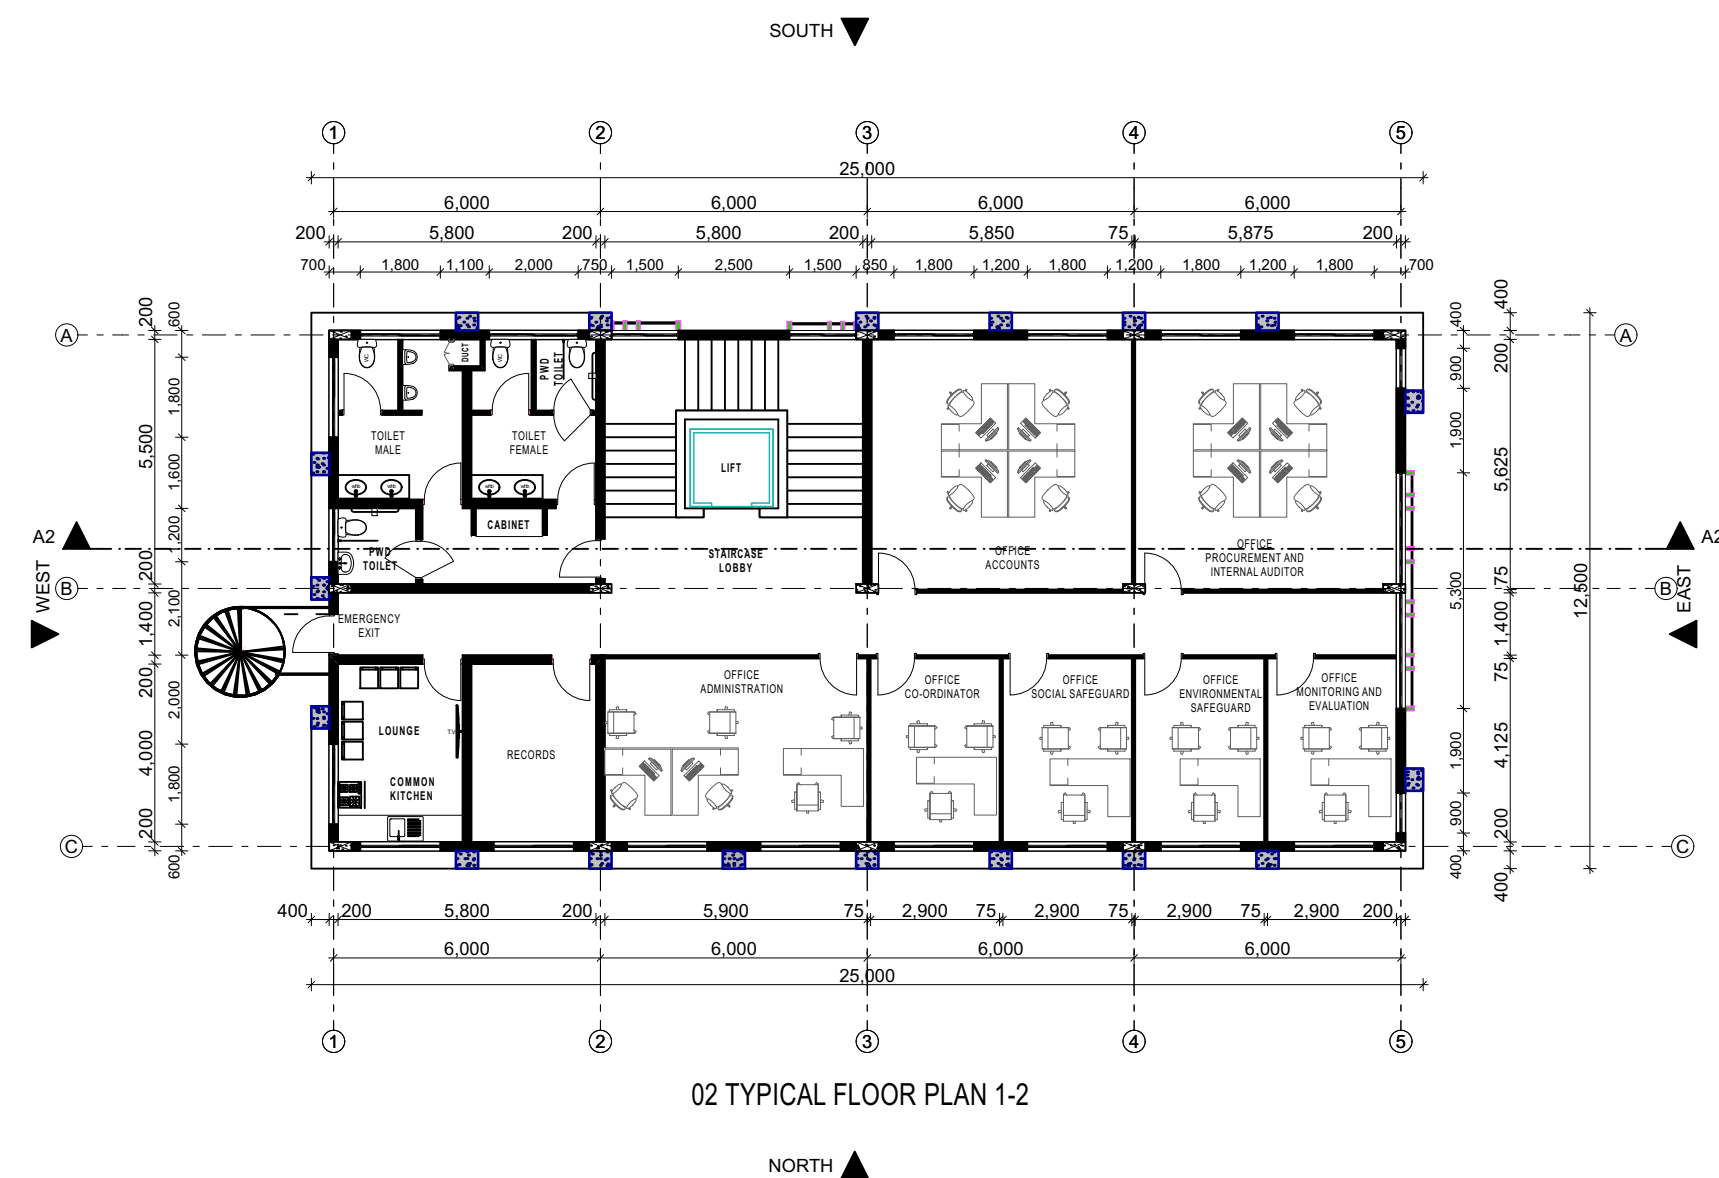 SOUTH
1 2 3 4 5
25,000
6,000 6,000 6,000 6,000
200 5,800 200 5,800 200 5,850 75 5,875 200
700 1,800 1,100 2,000 750 1,500 2,500 1,500 850 1,800 1,200 1,800 1,200 1,800 1,200 1,800 700
A
A
B
B
C
C
A2
A2
WEST
EAST
200
5,500
200
1,400
200
4,000
200
600
1,800
1,600
1,200
2,100
2,000
1,800
600
400
900
1,900
5,300
1,900
900
400
400
200
5,625
75
1,400
75
4,125
200
400
12,500
WC
DUCT
WC
PWD
TOILET
TOILET
MALE
TOILET
FEMALE
LIFT
whb whb whb whb
CABINET
PWD
TOILET
STAIRCASE
LOBBY
OFFICE
ACCOUNTS
OFFICE
PROCUREMENT AND
INTERNAL AUDITOR
EMERGENCY
EXIT
OFFICE
ADMINISTRATION
OFFICE
CO-ORDINATOR
OFFICE
SOCIAL SAFEGUARD
OFFICE
ENVIRONMENTAL
SAFEGUARD
OFFICE
MONITORING AND
EVALUATION
LOUNGE
T.V
RECORDS
COMMON
KITCHEN
400 200 5,800 200 5,900 75 2,900 75 2,900 75 2,900 75 2,900 200
6,000 6,000 6,000 6,000
25,000
1 2 3 4 5
02 TYPICAL FLOOR PLAN 1-2
NORTH